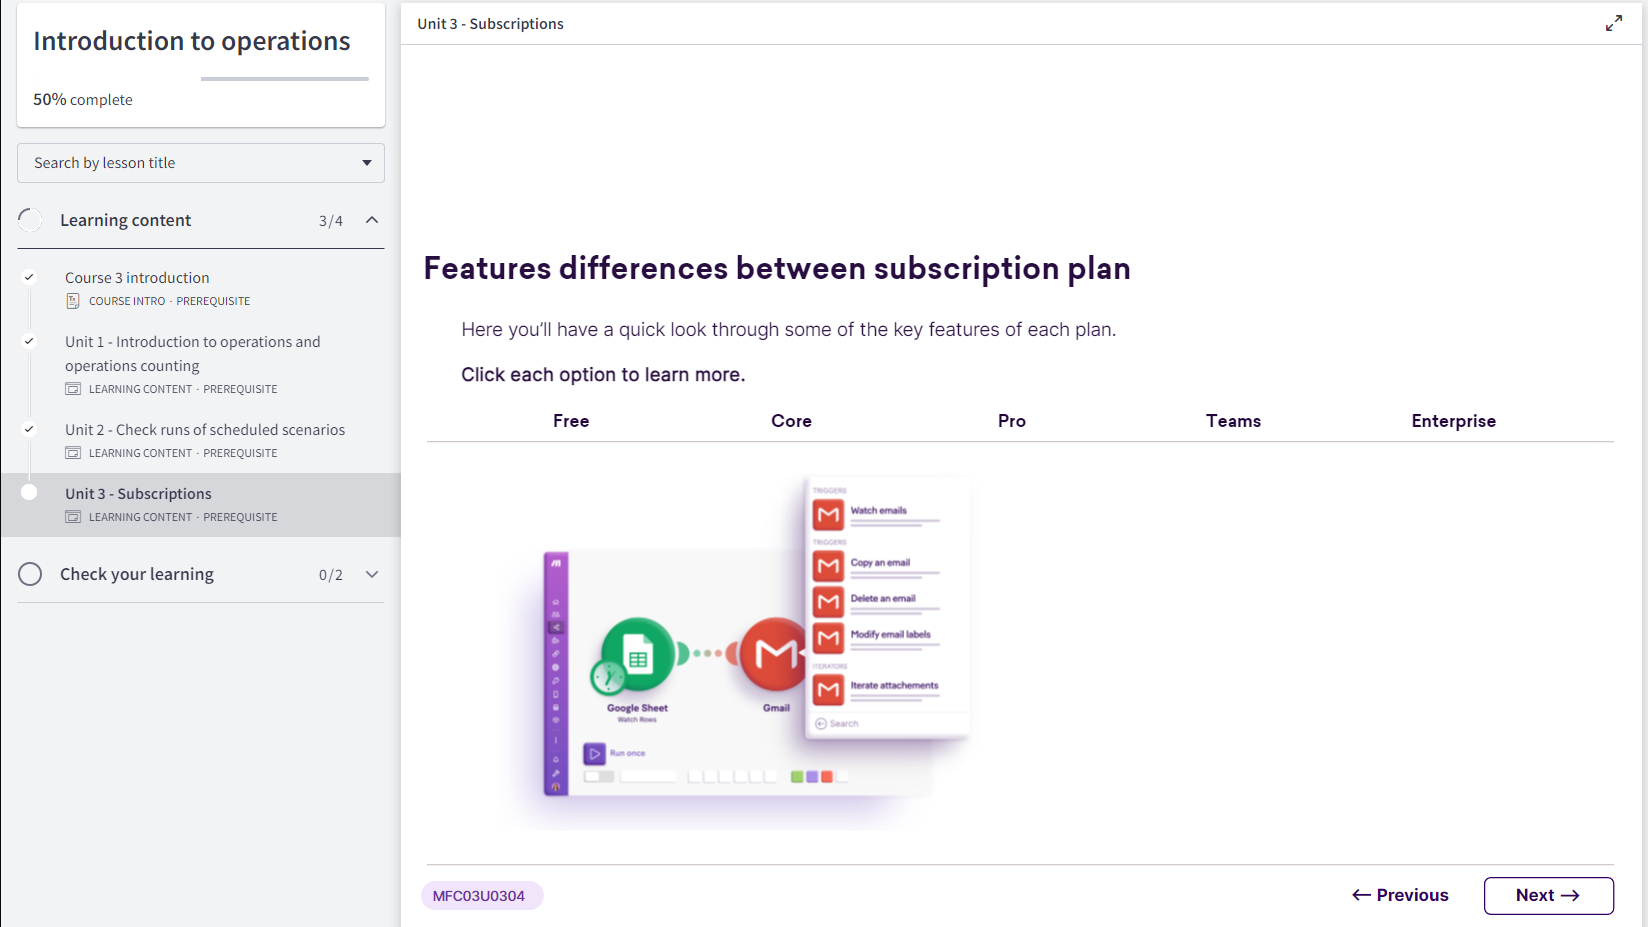 Introduction to operations
50% complete
Search by lesson title
Learning content 3/4
Course 3 introduction
COURSE INTRO · PREREQUISITE
Unit 1 - Introduction to operations and
operations counting
LEARNING CONTENT · PREREQUISITE
Unit 2 - Check runs of scheduled scenarios
LEARNING CONTENT · PREREQUISITE
Unit 3 - Subscriptions
LEARNING CONTENT · PREREQUISITE
Check your learning 0/2
Unit 3 - Subscriptions
Features differences between subscription plan
Here you’ll have a quick look through some of the key features of each plan.
Click each option to learn more.
Free Core Pro Teams Enterprise
TRIGGERS
Watch emails
TRIGGERS
Copy an email
Delete an email
Modify email labels
ITERATORS
Iterate attachements
Search
Google Sheet
Watch Rows
Gmail
Run once
MFC03U0304
← Previous
Next →